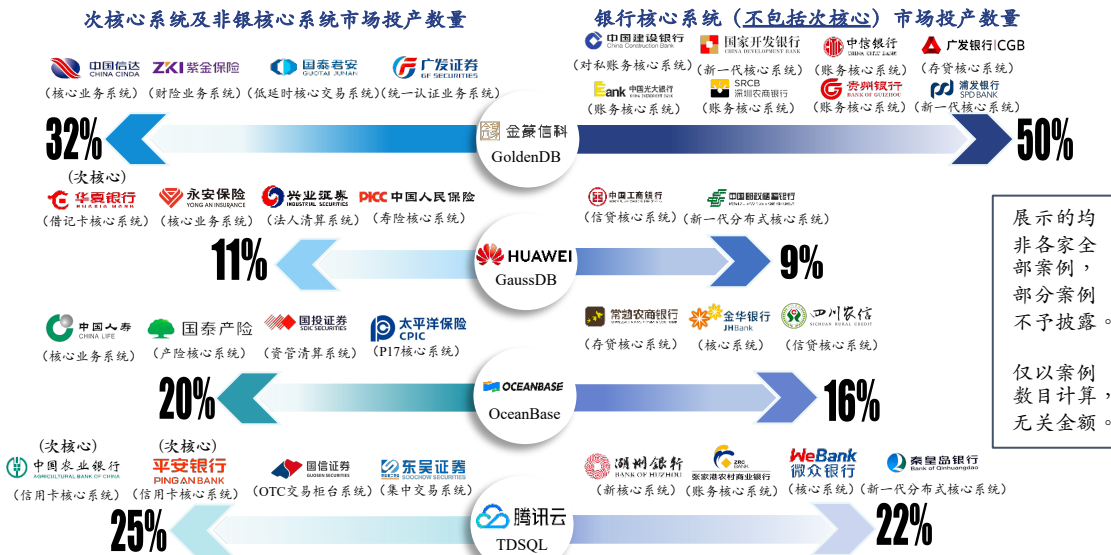 次核心系统及非银核心系统市场投产数量
银行核心系统（不包括次核心）市场投产数量
中国信达 CHINA CINDA
ZKI 紫金保险
国泰君安 GUOTAI JUNAN
广发证券 GF SECURITIES
（核心业务系统）（财险业务系统）（低延时核心交易系统）（统一认证业务系统）
中国建设银行 China Construction Bank
国家开发银行 CHINA DEVELOPMENT BANK
中信银行 CHINA CITIC BANK
广发银行|CGB
（对私账务核心系统）（新一代核心系统）（账务核心系统）（存贷核心系统）
Bank 中国光大银行 CHINA EVERBRIGHT BANK
SRCB 深圳农商银行
贵州银行 BANK OF GUIZHOU
浦发银行 SPD BANK
（账务核心系统）（账务核心系统）（账务核心系统）（新一代核心系统）
32%
金篆信科
GoldenDB
50%
（次核心）
华夏银行 HUAXIA BANK
永安保险 YONG AN INSURANCE
兴业证券 INDUSTRIAL SECURITIES
PICC 中国人民保险
（借记卡核心系统）（核心业务系统）（法人清算系统）（寿险核心系统）
中国工商银行
中国邮政储蓄银行
（信贷核心系统）（新一代分布式核心系统）
11%
HUAWEI
GaussDB
9%
中国人寿 CHINA LIFE
国泰产险
国投证券 SDIC SECURITIES
太平洋保险 CPIC
（核心业务系统）（产险核心系统）（资管清算系统）（P17核心系统）
常熟农商银行
金华银行 JHBank
四川农信 SICHUAN RURAL CREDIT
（存贷核心系统）（核心系统）（信贷核心系统）
20%
OCEANBASE
OceanBase
16%
（次核心）（次核心）
中国农业银行 AGRICULTURAL BANK OF CHINA
平安银行 PING AN BANK
国信证券 GUOSEN SECURITIES
东吴证券 SOOCHOW SECURITIES
（信用卡核心系统）（信用卡核心系统）（OTC交易柜台系统）（集中交易系统）
湖州银行 BANK OF HUZHOU
ZRC BANK 张家港农村商业银行
WeBank 微众银行
秦皇岛银行 Bank of Qinhuangdao
（新核心系统）（账务核心系统）（核心系统）（新一代分布式核心系统）
25%
腾讯云
TDSQL
22%
展示的均
非各家全
部案例，
部分案例
不予披露。
仅以案例
数目计算，
无关金额。